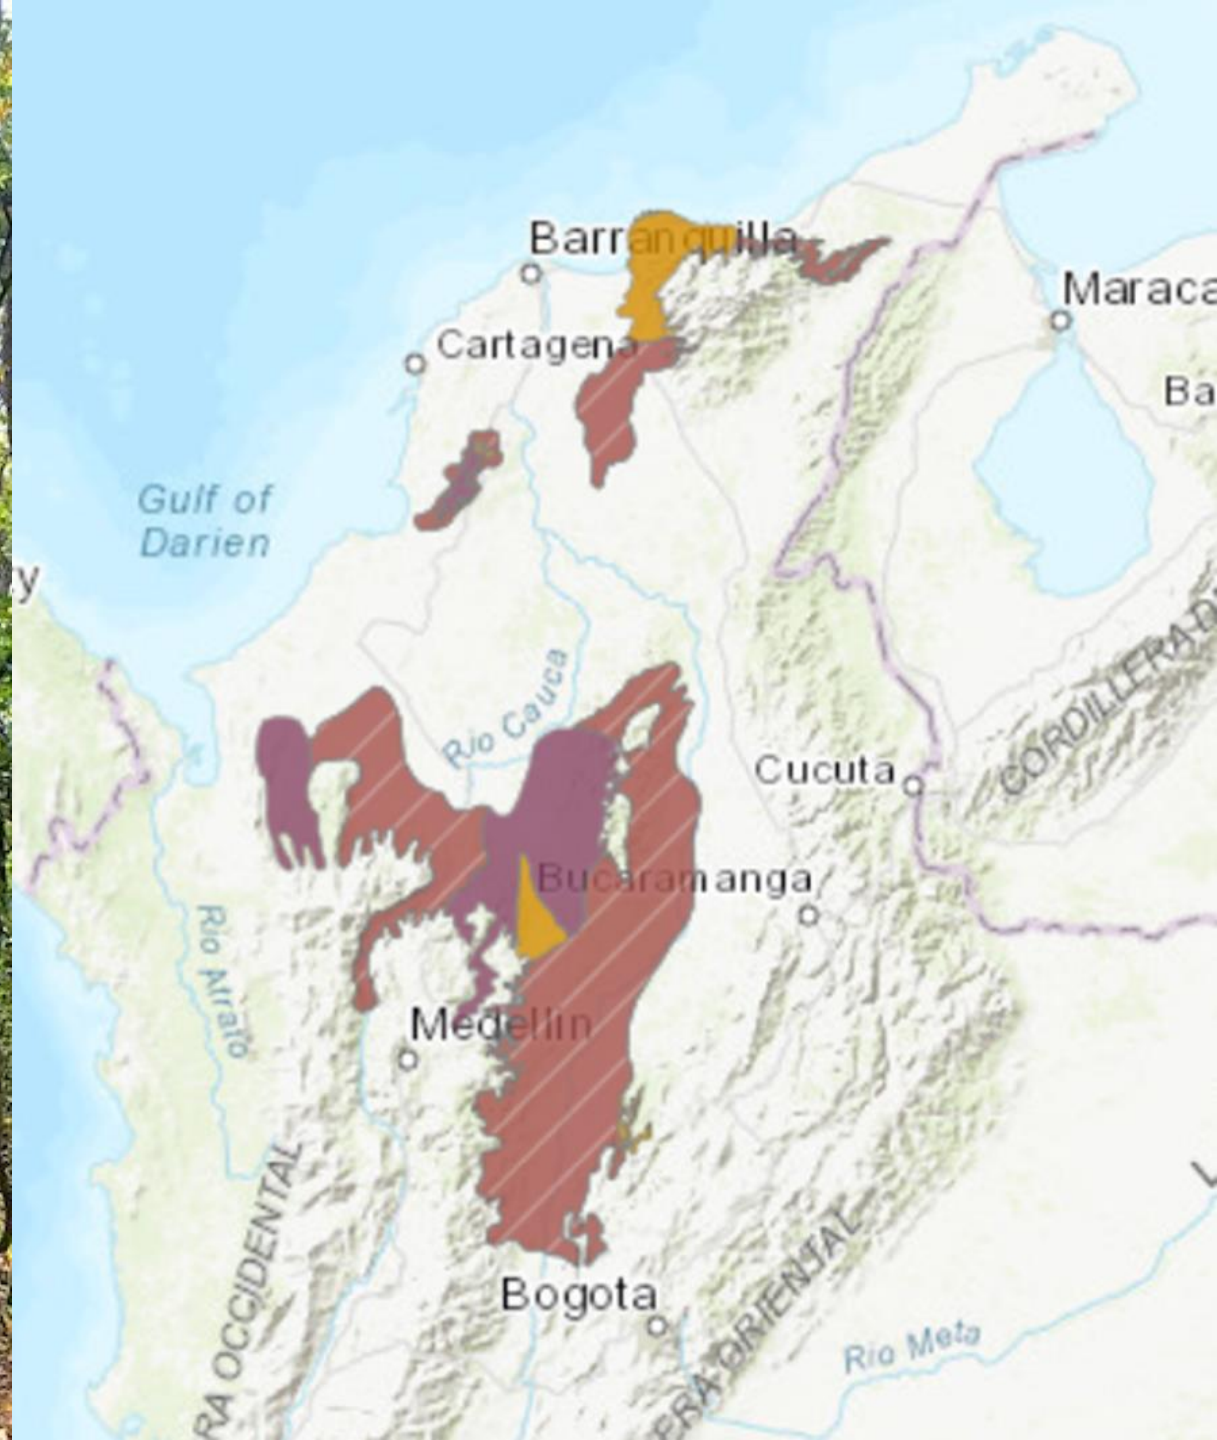 Barranquilla
Maraca
Cartagena
Ba
Gulf of
Darien
y
CORDILLERA D
Rio Cauca
Cucuta
Bucaramanga
Rio Atrato
Medellin
RA OCCIDENTAL
Bogota
ERA ORIENTAL
Rio Meta
L